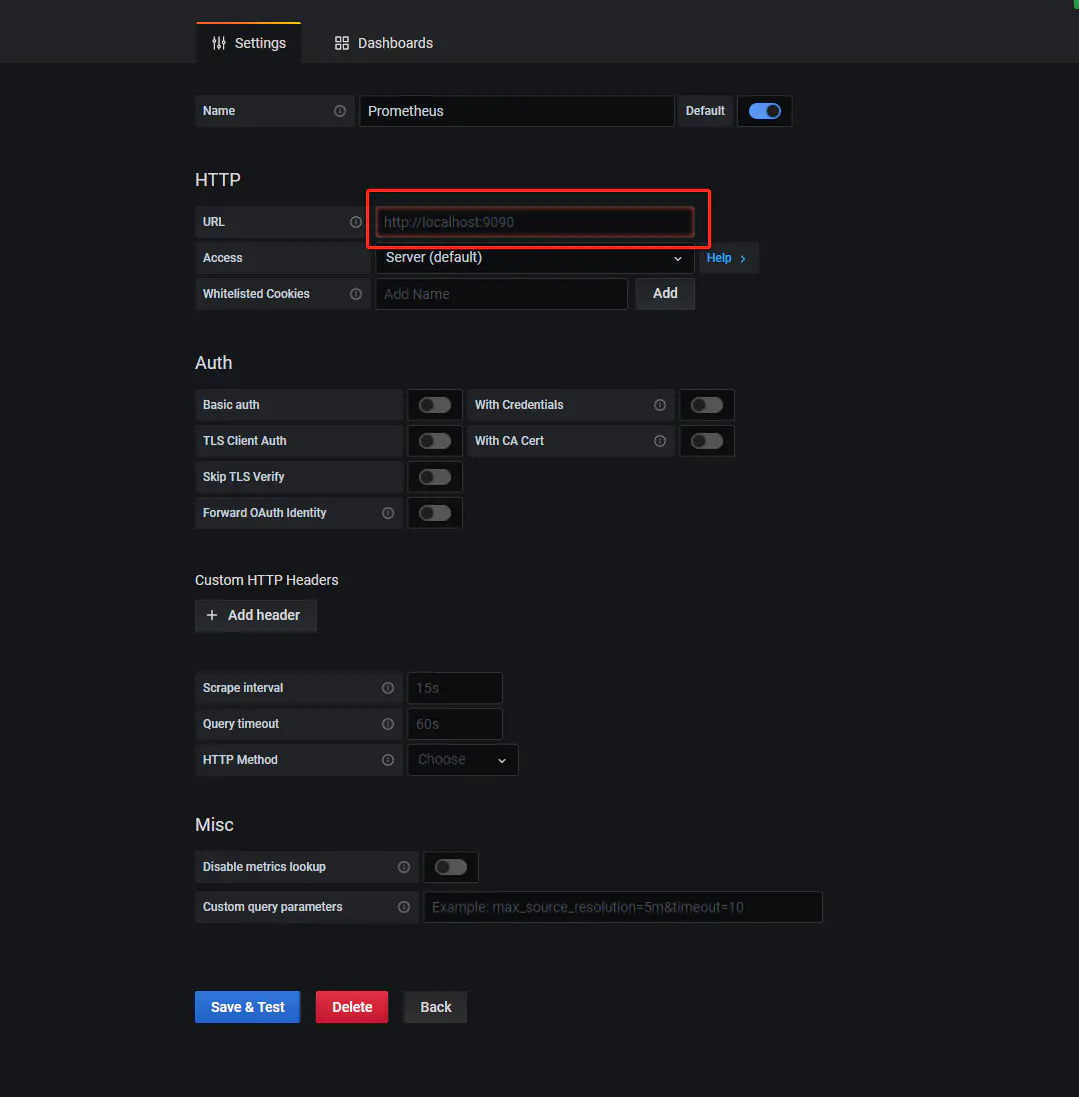 Settings Dashboards
Name Prometheus Default
HTTP
URL http://localhost:9090
Access Server (default) Help
Whitelisted Cookies Add Name Add
Auth
Basic auth With Credentials
TLS Client Auth With CA Cert
Skip TLS Verify
Forward OAuth Identity
Custom HTTP Headers
Add header
Scrape interval 15s
Query timeout 60s
HTTP Method Choose
Misc
Disable metrics lookup
Custom query parameters Example: max_source_resolution=5m&timeout=10
Save & Test Delete Back